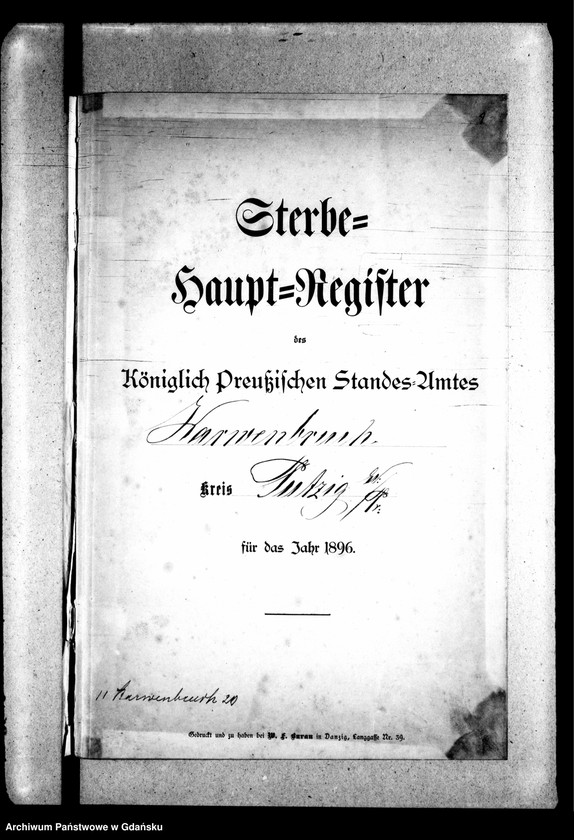 Sterbe=
Haupt=Register
des
Königlich Preußischen Standes=Amtes
Karwenbruch.
Kreis Putzig W./Pr.
für das Jahr 1896.
11 Karwenbruch 20
Gedruckt und zu haben bei W. F. Burau in Danzig, Langgasse Nr. 39.
Archiwum Państwowe w Gdańsku